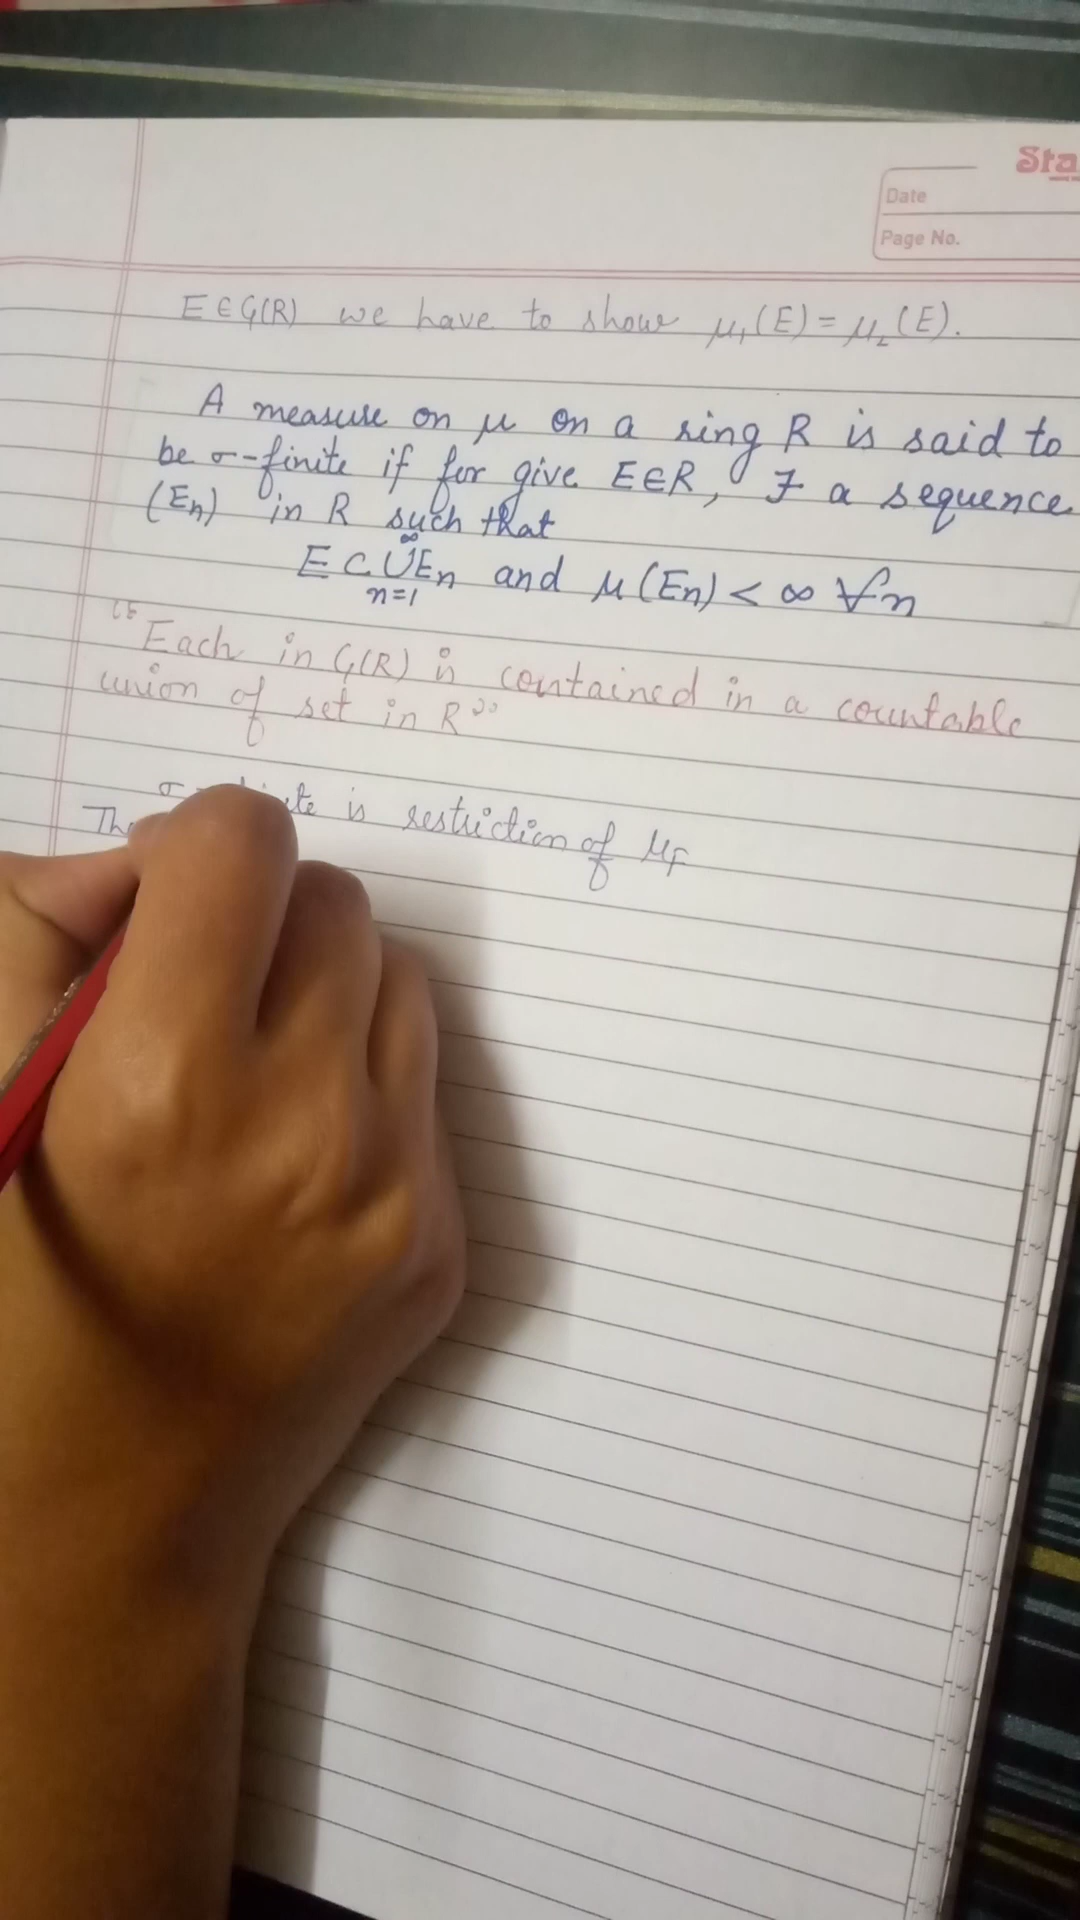 Sta
Date
Page No.
E ∈ G(R) we have to show μ₁(E) = μ₂(E).
A measure on μ on a ring R is said to
be σ-finite if for give E∈R, ∃ a sequence
(En) in R such that
E ⊂ ∞∪n=1 En and μ(En) < ∞ ∀ n
“Each in G(R) is contained in a countable
union of set in R”
is restriction of μF